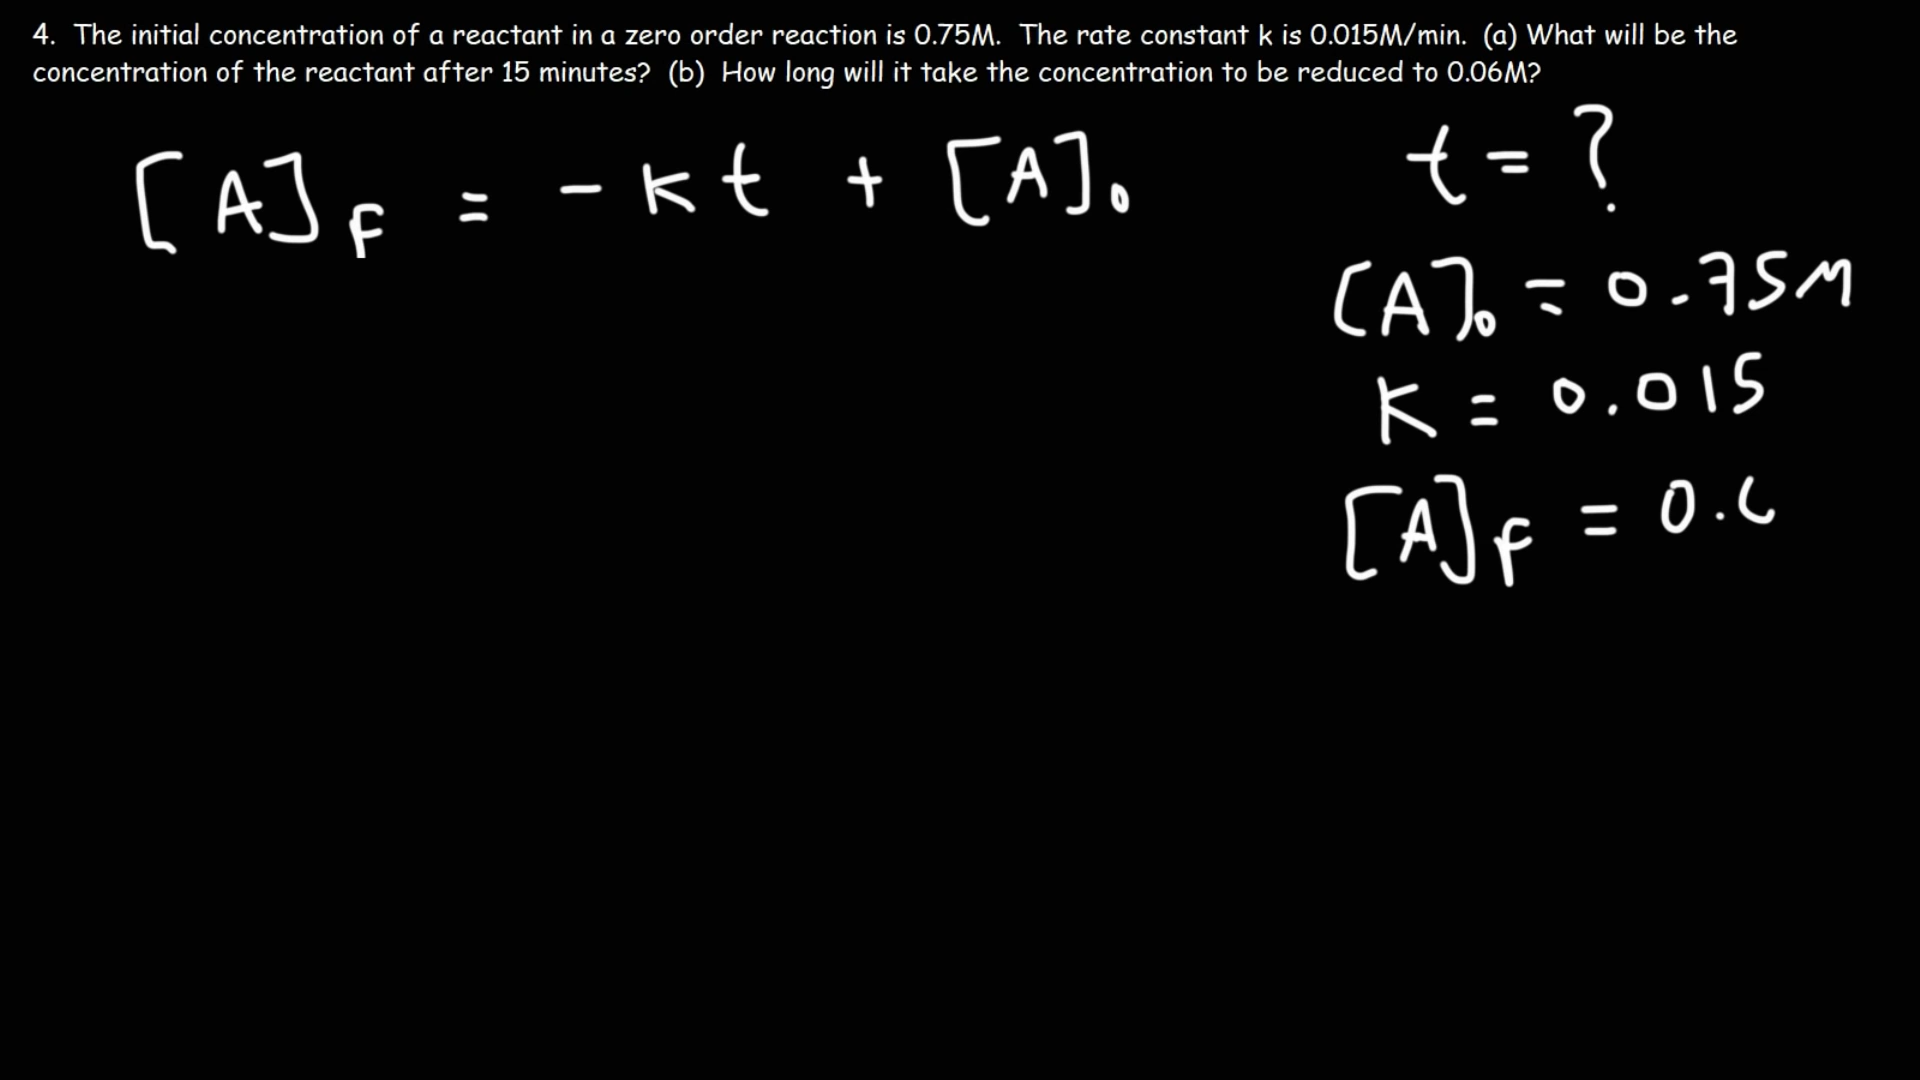 4. The initial concentration of a reactant in a zero order reaction is 0.75M. The rate constant k is 0.015M/min. (a) What will be the
concentration of the reactant after 15 minutes? (b) How long will it take the concentration to be reduced to 0.06M?
[A]F = -kt + [A]₀
t = ?
[A]₀ = 0.75M
K = 0.015
[A]F = 0.